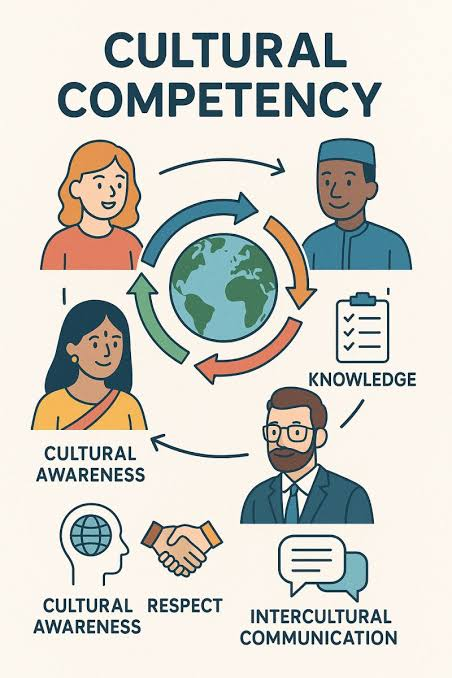 CULTURAL
COMPETENCY
KNOWLEDGE
CULTURAL
AWARENESS
CULTURAL
AWARENESS
RESPECT
INTERCULTURAL
COMMUNICATION